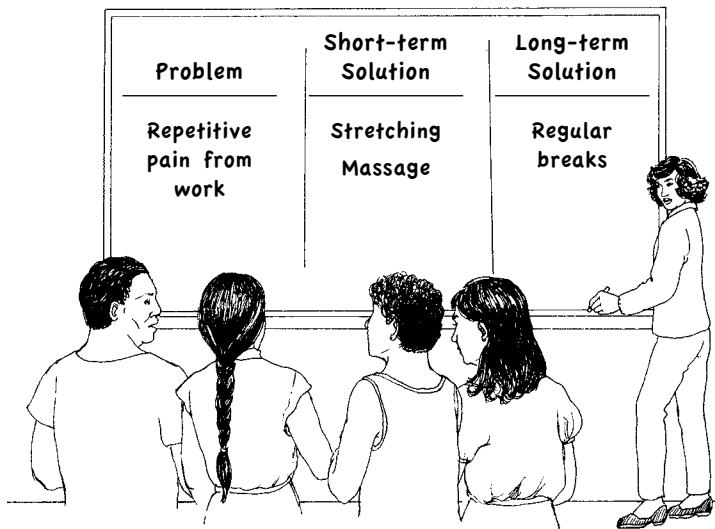 Problem
Short-term
Solution
Long-term
Solution
Repetitive
pain from
work
Stretching
Massage
Regular
breaks